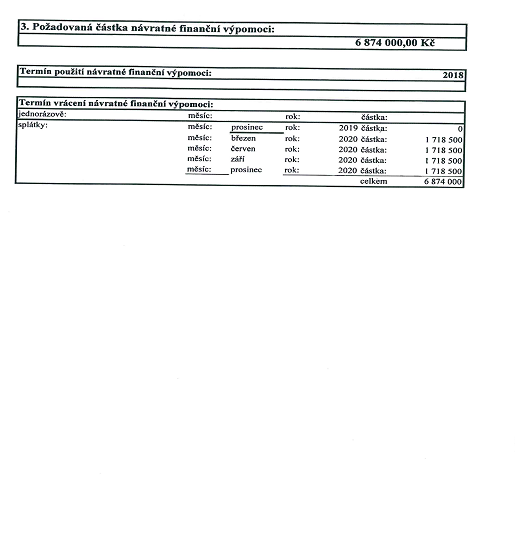 3. Požadovaná částka návratné finanční výpomoci:
6 874 000,00 Kč
Termín použití návratné finanční výpomoci: 2018
Termín vrácení návratné finanční výpomoci:
jednorázově: měsíc: rok: částka:
splátky: měsíc: prosinec rok: 2019 částka: 0
měsíc: březen rok: 2020 částka: 1 718 500
měsíc: červen rok: 2020 částka: 1 718 500
měsíc: září rok: 2020 částka: 1 718 500
měsíc: prosinec rok: 2020 částka: 1 718 500
celkem 6 874 000